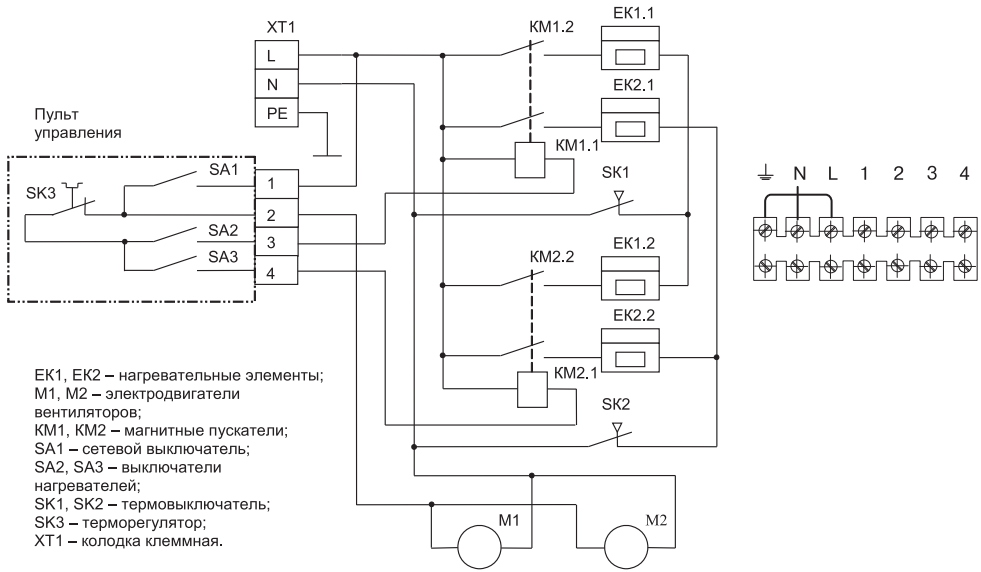 XT1
L
N
PE
Пульт
управления
SK3
SA1
SA2
SA3
1
2
3
4
КМ1.2
ЕК1.1
ЕК2.1
КМ1.1
SK1
КМ2.2
ЕК1.2
ЕК2.2
КМ2.1
SK2
М1
М2
N L 1 2 3 4
ЕК1, ЕК2 – нагревательные элементы;
М1, М2 – электродвигатели
вентиляторов;
КМ1, КМ2 – магнитные пускатели;
SA1 – сетевой выключатель;
SA2, SA3 – выключатели
нагревателей;
SK1, SK2 – термовыключатель;
SK3 – терморегулятор;
XT1 – колодка клеммная.